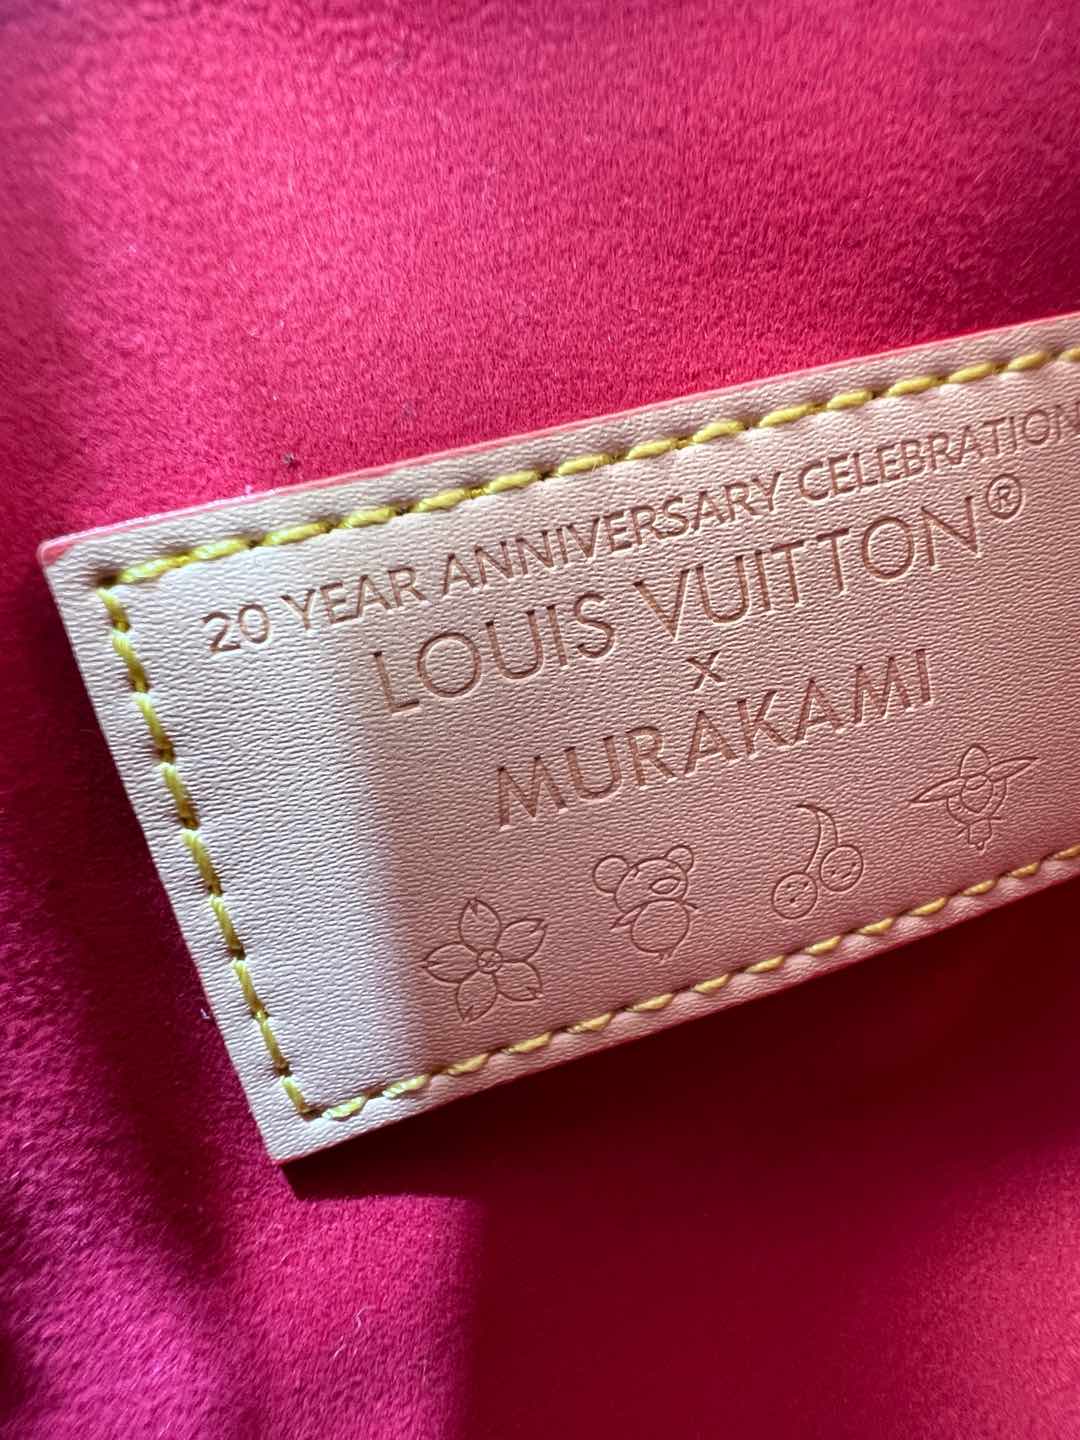 20 YEAR ANNIVERSARY CELEBRATION
LOUIS VUITTON®
x
MURAKAMI